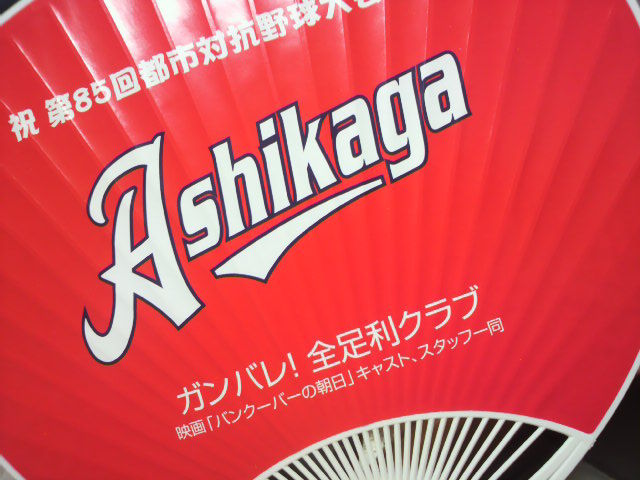 祝 第85回都市対抗野球大
Ashikaga
ガンバレ! 全足利クラブ
映画「バンクーバーの朝日」キャスト、スタッフ一同